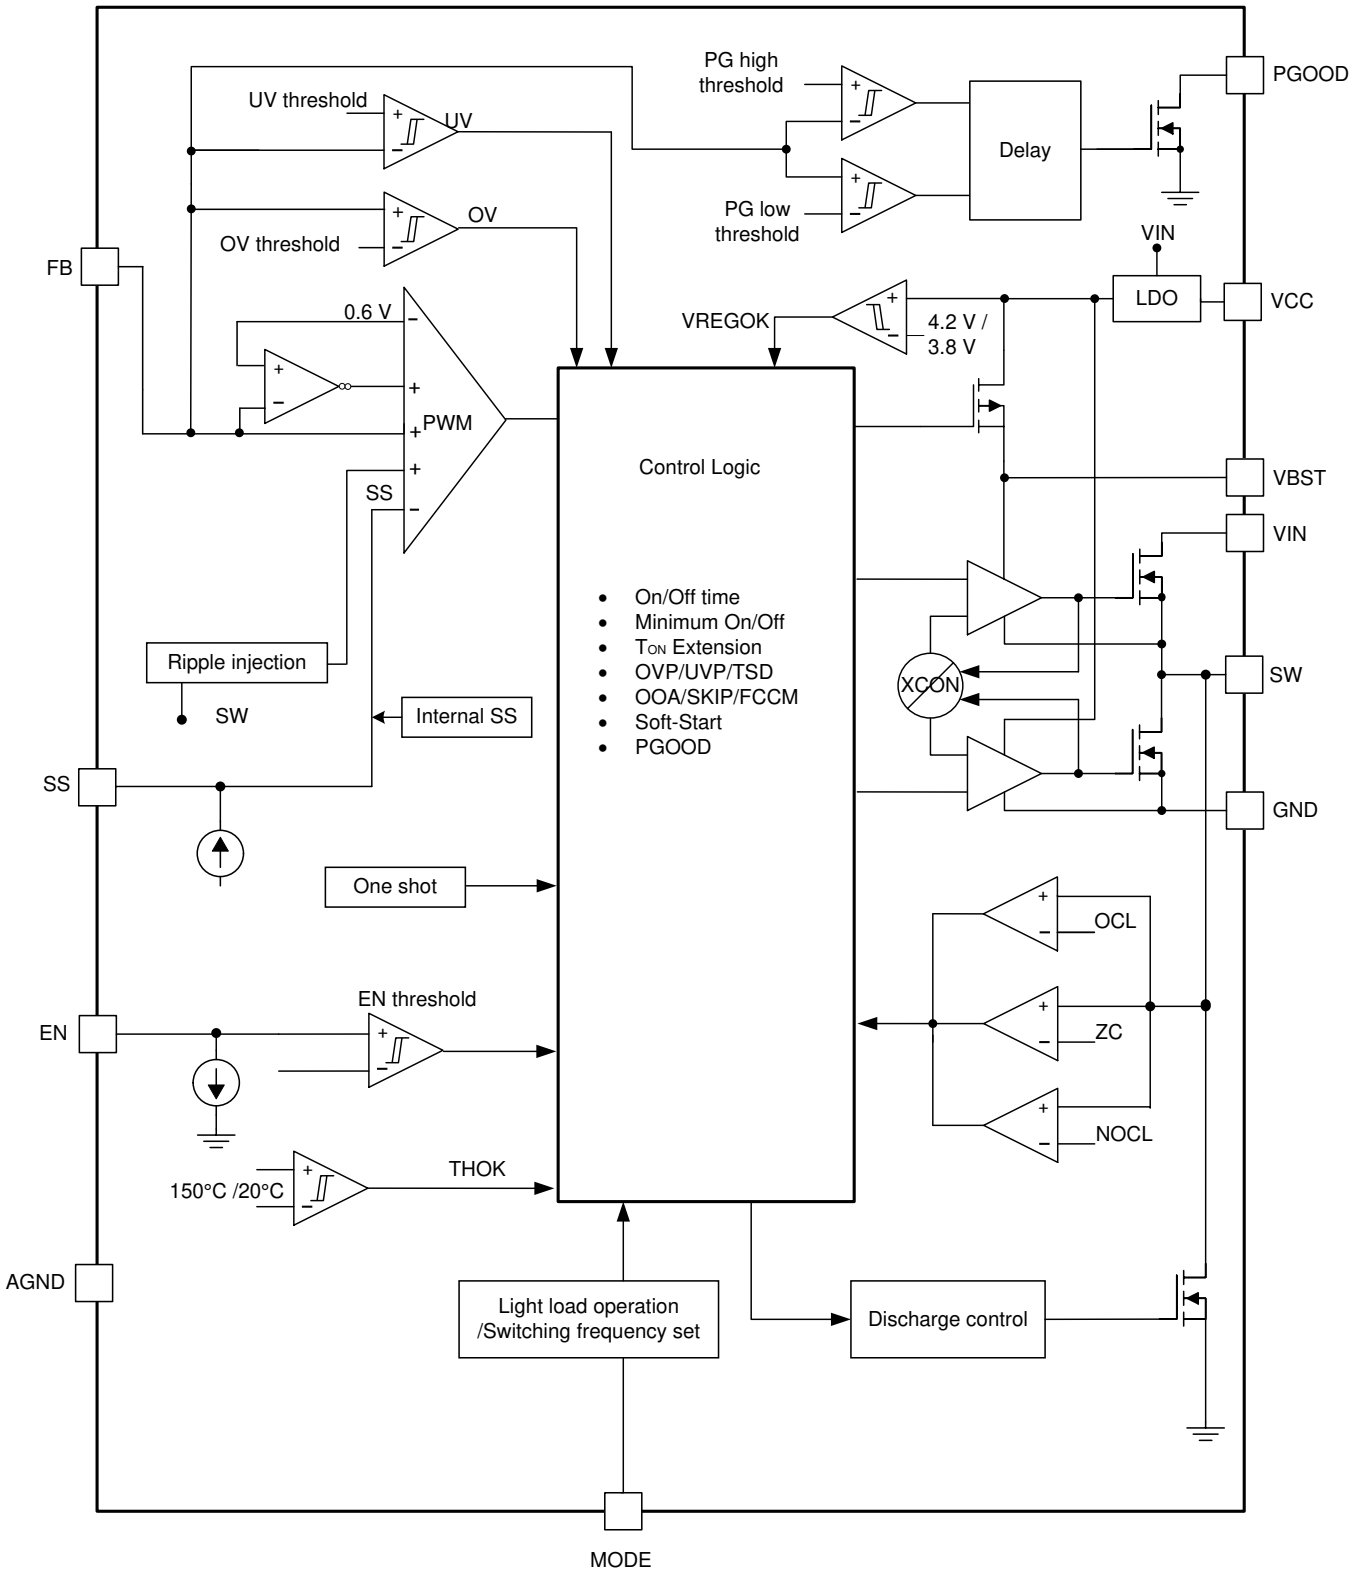 PG high
threshold
PGOOD
UV threshold
+
UV
−
+
−
Delay
+
−
PG low
threshold
+
OV
−
OV threshold
VIN
FB
LDO
VCC
0.6 V
−
VREGOK
+
−
4.2 V /
3.8 V
+
−
+
+ PWM
+
SS
−
Control Logic
VBST
VIN
• On/Off time
• Minimum On/Off
• TON Extension
• OVP/UVP/TSD
• OOA/SKIP/FCCM
• Soft-Start
• PGOOD
Ripple injection
SW
Internal SS
XCON
SW
SS
GND
One shot
+
− OCL
EN threshold
EN
+
−
+
− ZC
+
− NOCL
THOK
150°C /20°C
+
−
AGND
Light load operation
/Switching frequency set
Discharge control
MODE